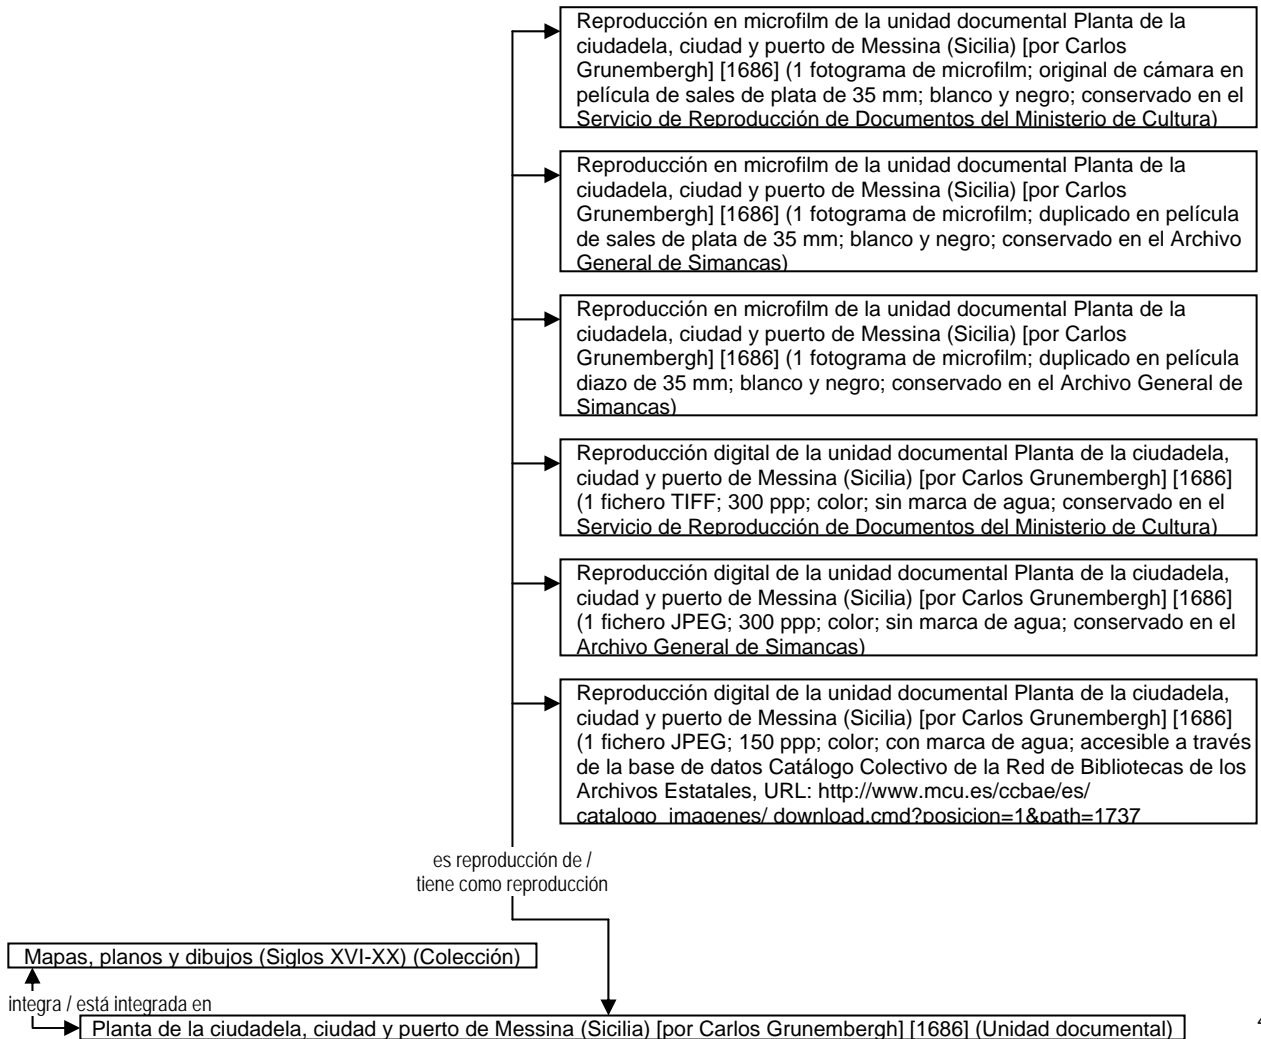 Reproducción en microfilm de la unidad documental Planta de la
ciudadela, ciudad y puerto de Messina (Sicilia) [por Carlos
Grunembergh] [1686] (1 fotograma de microfilm; original de cámara en
película de sales de plata de 35 mm; blanco y negro; conservado en el
Servicio de Reproducción de Documentos del Ministerio de Cultura)
Reproducción en microfilm de la unidad documental Planta de la
ciudadela, ciudad y puerto de Messina (Sicilia) [por Carlos
Grunembergh] [1686] (1 fotograma de microfilm; duplicado en película
de sales de plata de 35 mm; blanco y negro; conservado en el Archivo
General de Simancas)
Reproducción en microfilm de la unidad documental Planta de la
ciudadela, ciudad y puerto de Messina (Sicilia) [por Carlos
Grunembergh] [1686] (1 fotograma de microfilm; duplicado en película
diazo de 35 mm; blanco y negro; conservado en el Archivo General de
Simancas)
Reproducción digital de la unidad documental Planta de la ciudadela,
ciudad y puerto de Messina (Sicilia) [por Carlos Grunembergh] [1686]
(1 fichero TIFF; 300 ppp; color; sin marca de agua; conservado en el
Servicio de Reproducción de Documentos del Ministerio de Cultura)
Reproducción digital de la unidad documental Planta de la ciudadela,
ciudad y puerto de Messina (Sicilia) [por Carlos Grunembergh] [1686]
(1 fichero JPEG; 300 ppp; color; sin marca de agua; conservado en el
Archivo General de Simancas)
Reproducción digital de la unidad documental Planta de la ciudadela,
ciudad y puerto de Messina (Sicilia) [por Carlos Grunembergh] [1686]
(1 fichero JPEG; 150 ppp; color; con marca de agua; accesible a través
de la base de datos Catálogo Colectivo de la Red de Bibliotecas de los
Archivos Estatales, URL: http://www.mcu.es/ccbae/es/
catalogo_imagenes/ download.cmd?posicion=1&path=1737
es reproducción de /
tiene como reproducción
Mapas, planos y dibujos (Siglos XVI-XX) (Colección)
integra / está integrada en
Planta de la ciudadela, ciudad y puerto de Messina (Sicilia) [por Carlos Grunembergh] [1686] (Unidad documental)